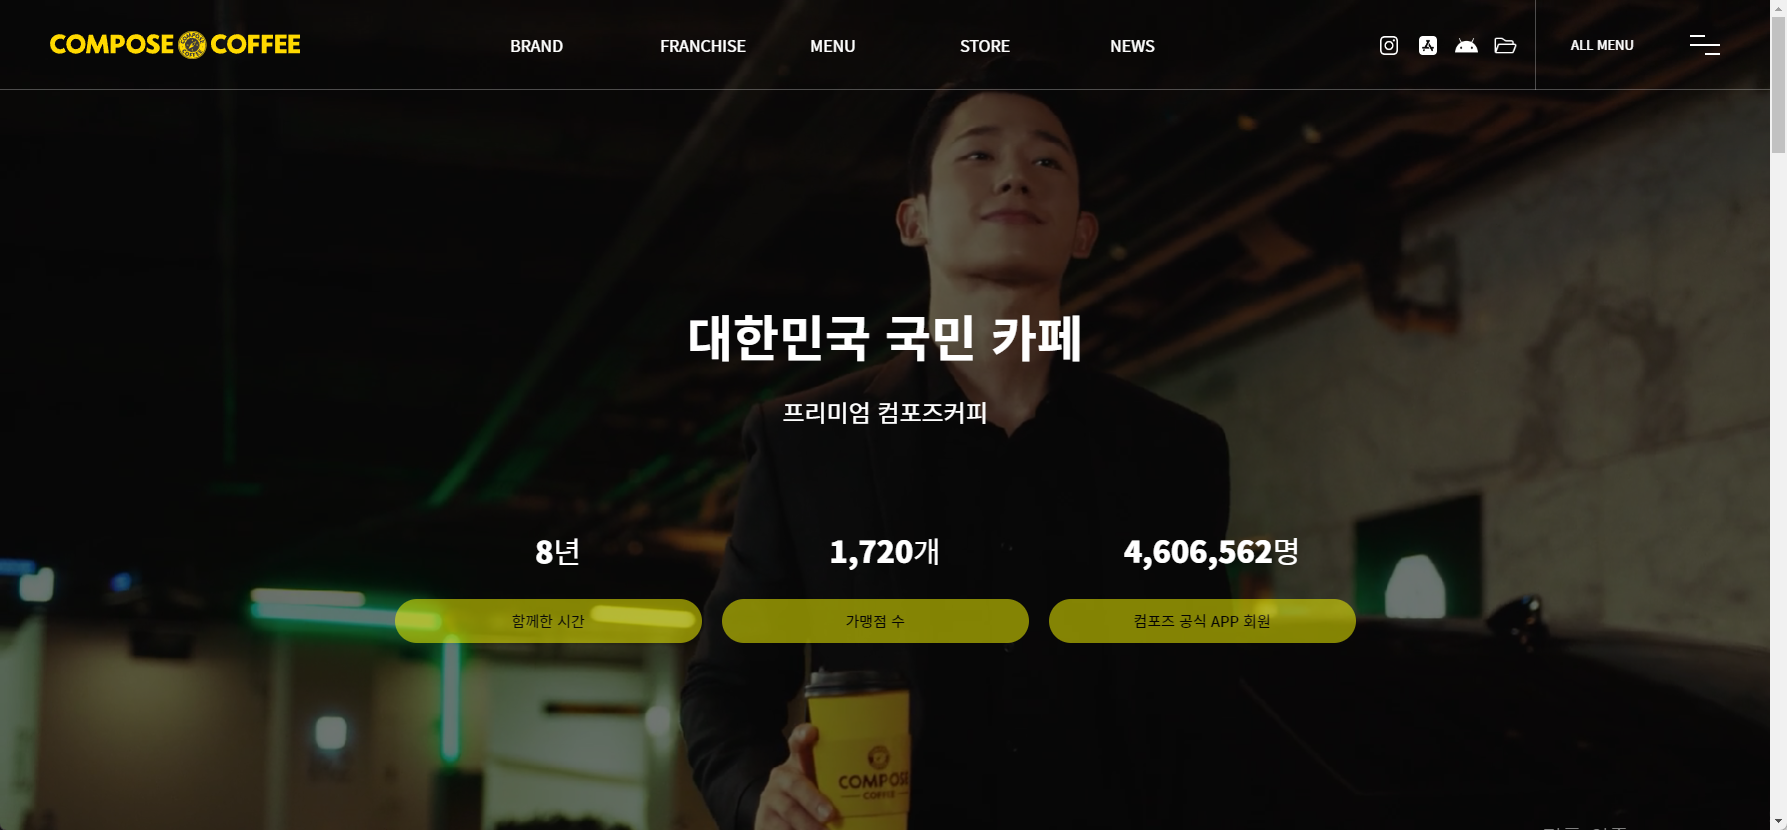 COMPOSE COFFEE
BRAND FRANCHISE MENU STORE NEWS
ALL MENU
대한민국 국민 카페
프리미엄 컴포즈커피
8년 1,720개 4,606,562명
함께한 시간 가맹점 수 컴포즈 공식 APP 회원
COMPOSE
COFFEE